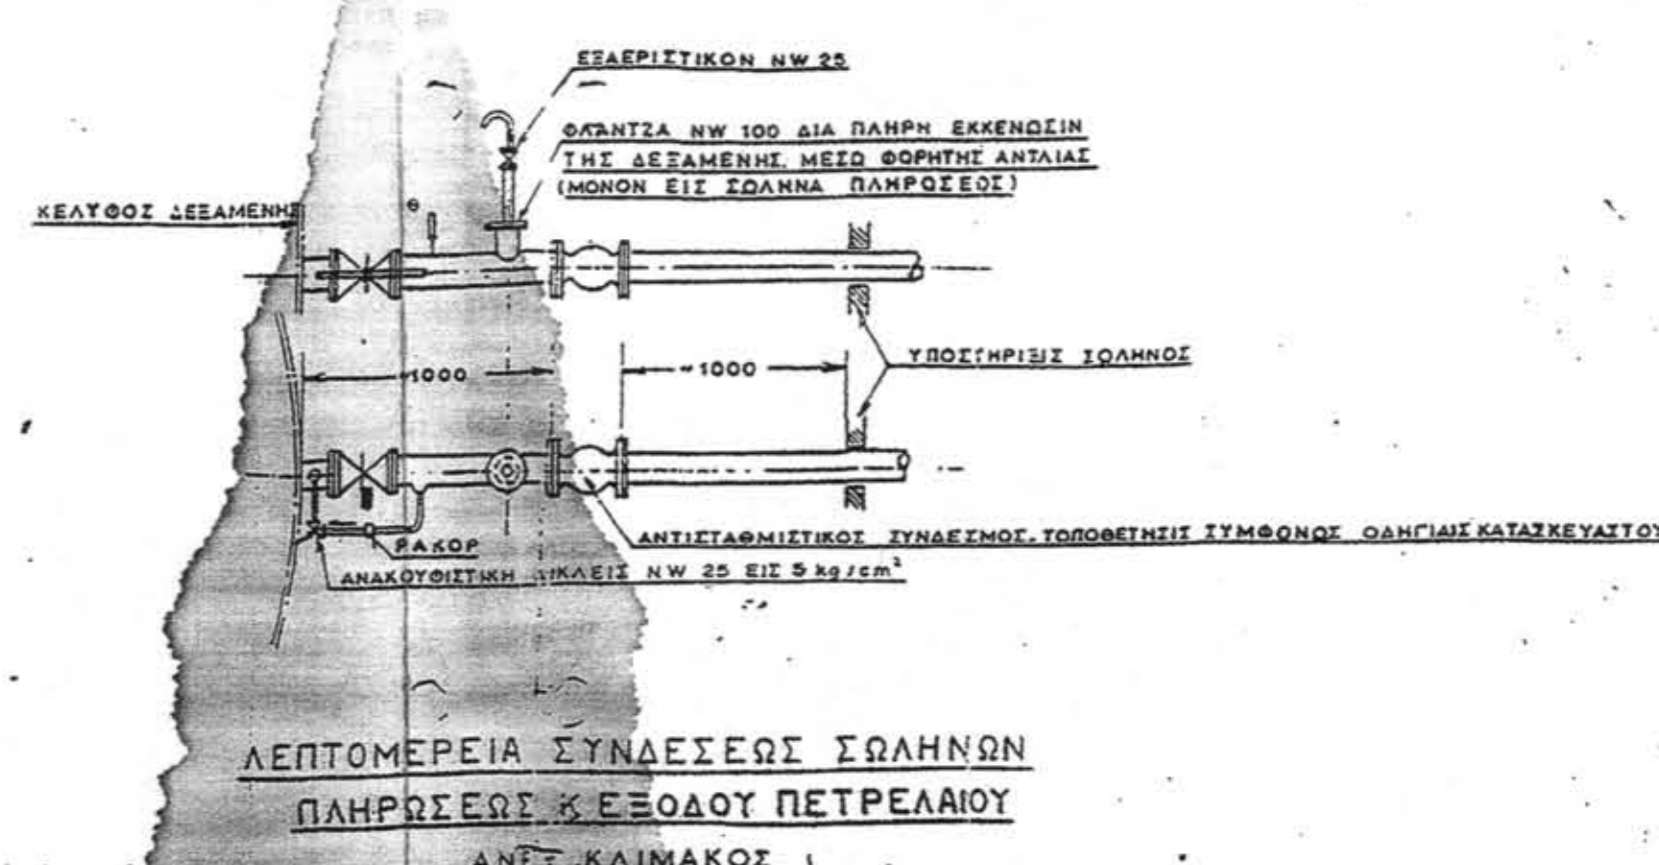 ΕΞΑΕΡΙΣΤΙΚΟΝ NW 25
ΦΛΑΝΤΖΑ NW 100 ΔΙΑ ΠΛΗΡΗ ΕΚΚΕΝΩΣΙΝ
ΤΗΣ ΔΕΞΑΜΕΝΗΣ ΜΕΣΩ ΦΟΡΗΤΗΣ ΑΝΤΛΙΑΣ
(ΜΟΝΟΝ ΕΙΣ ΣΩΛΗΝΑ ΠΛΗΡΩΣΕΩΣ)
ΚΕΛΥΦΟΣ ΔΕΞΑΜΕΝΗΣ
Θ
~1000
~1000
ΥΠΟΣΤΗΡΙΞΙΣ ΣΩΛΗΝΟΣ
ΑΝΤΙΣΤΑΘΜΙΣΤΙΚΟΣ ΣΥΝΔΕΣΜΟΣ. ΤΟΠΟΘΕΤΗΣΙΣ ΣΥΜΦΩΝΩΣ ΟΔΗΓΙΑΙΣ ΚΑΤΑΣΚΕΥΑΣΤΟΥ
ΡΑΚΟΡ
ΑΝΑΚΟΥΦΙΣΤΙΚΗ ΔΙΚΛΕΙΣ NW 25 ΕΙΣ 5 kg/cm²
ΛΕΠΤΟΜΕΡΕΙΑ ΣΥΝΔΕΣΕΩΣ ΣΩΛΗΝΩΝ
ΠΛΗΡΩΣΕΩΣ Κ ΕΞΟΔΟΥ ΠΕΤΡΕΛΑΙΟΥ
ΑΝΕΥ ΚΛΙΜΑΚΟΣ